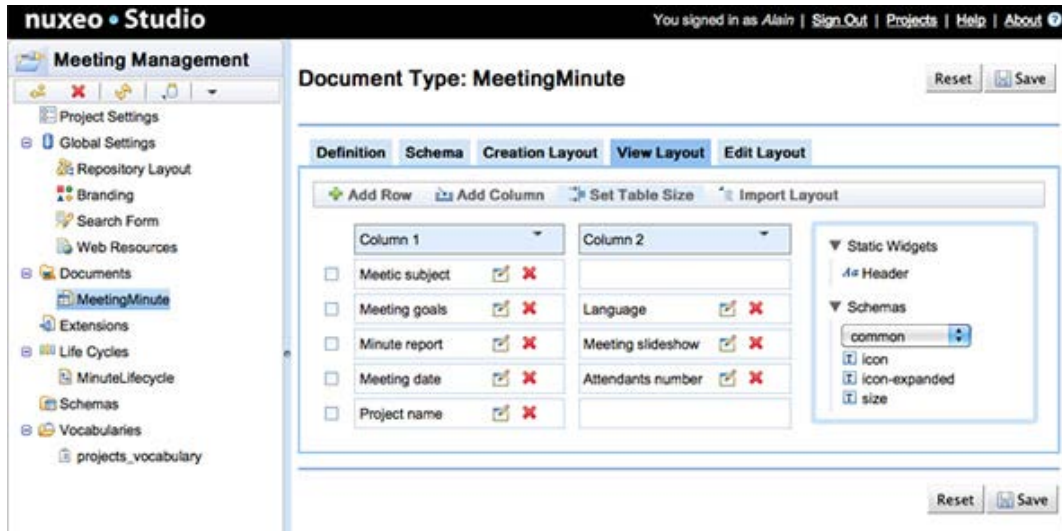 nuxeo • Studio
You signed in as Alain | Sign Out | Projects | Help | About
Meeting Management
Project Settings
Global Settings
Repository Layout
Branding
Search Form
Web Resources
Documents
MeetingMinute
Extensions
Life Cycles
MinuteLifecycle
Schemas
Vocabularies
projects_vocabulary
Document Type: MeetingMinute
Reset Save
Definition Schema Creation Layout View Layout Edit Layout
Add Row Add Column Set Table Size Import Layout
Column 1 Column 2
Meetic subject
Meeting goals Language
Minute report Meeting slideshow
Meeting date Attendants number
Project name
Static Widgets
Header
Schemas
common
icon
icon-expanded
size
Reset Save